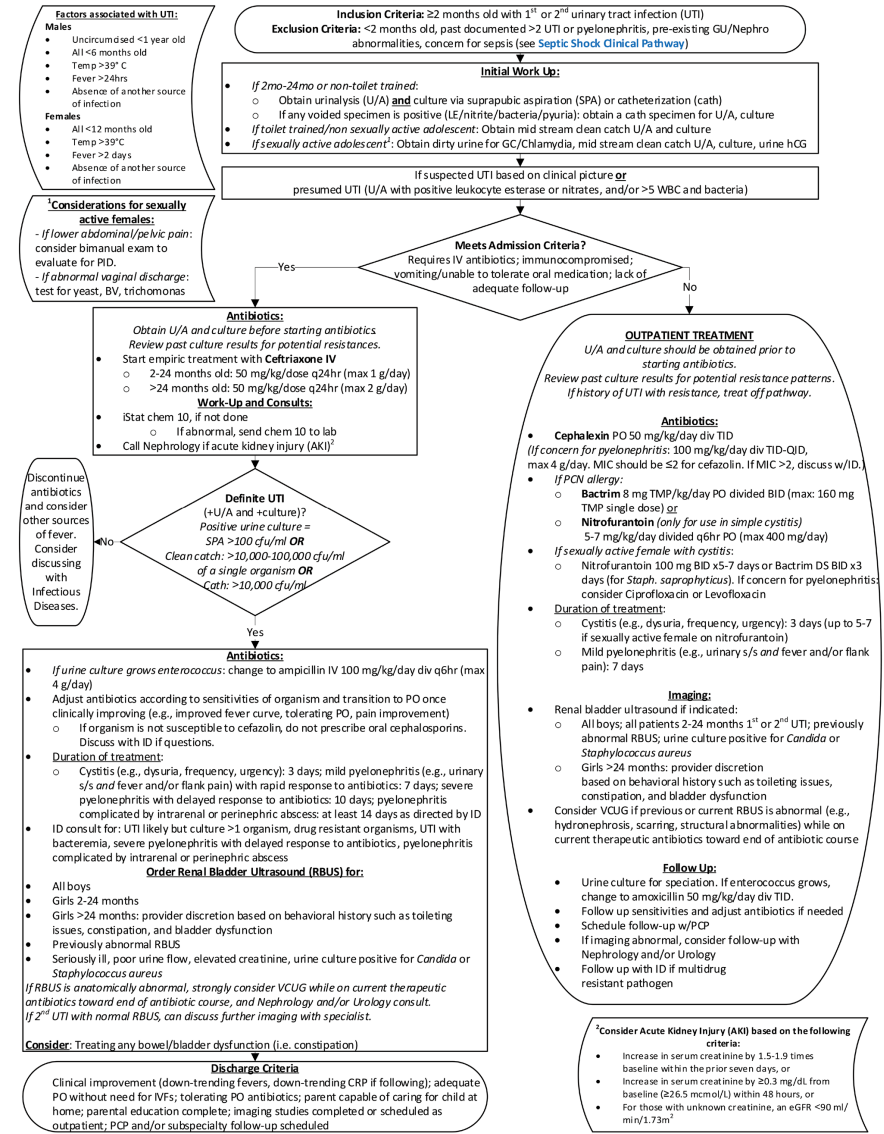 Factors associated with UTI:
Males
• Uncircumcised <1 year old
• All <6 months old
• Temp >39° C
• Fever >24hrs
• Absence of another source
of infection
Females
• All <12 months old
• Temp >39°C
• Fever >2 days
• Absence of another source
of infection
Inclusion Criteria: ≥2 months old with 1st or 2nd urinary tract infection (UTI)
Exclusion Criteria: <2 months old, past documented >2 UTI or pyelonephritis, pre-existing GU/Nephro
abnormalities, concern for sepsis (see Septic Shock Clinical Pathway)
Initial Work Up:
• If 2mo-24mo or non-toilet trained:
o Obtain urinalysis (U/A) and culture via suprapubic aspiration (SPA) or catheterization (cath)
o If any voided specimen is positive (LE/nitrite/bacteria/pyuria): obtain a cath specimen for U/A, culture
• If toilet trained/non sexually active adolescent: Obtain mid stream clean catch U/A and culture
• If sexually active adolescent1: Obtain dirty urine for GC/Chlamydia, mid stream clean catch U/A, culture, urine hCG
If suspected UTI based on clinical picture or
presumed UTI (U/A with positive leukocyte esterase or nitrates, and/or >5 WBC and bacteria)
1Considerations for sexually
active females:
- If lower abdominal/pelvic pain:
consider bimanual exam to
evaluate for PID.
- If abnormal vaginal discharge:
test for yeast, BV, trichomonas
Meets Admission Criteria?
Requires IV antibiotics; immunocompromised;
vomiting/unable to tolerate oral medication; lack of
adequate follow-up
Yes
No
Antibiotics:
Obtain U/A and culture before starting antibiotics.
Review past culture results for potential resistances.
• Start empiric treatment with Ceftriaxone IV
o 2-24 months old: 50 mg/kg/dose q24hr (max 1 g/day)
o >24 months old: 50 mg/kg/dose q24hr (max 2 g/day)
Work-Up and Consults:
• iStat chem 10, if not done
o If abnormal, send chem 10 to lab
• Call Nephrology if acute kidney injury (AKI)2
Discontinue
antibiotics
and consider
other sources
of fever.
Consider
discussing
with
Infectious
Diseases.
No
Definite UTI
(+U/A and +culture)?
Positive urine culture =
SPA >100 cfu/ml OR
Clean catch: >10,000-100,000 cfu/ml
of a single organism OR
Cath: >10,000 cfu/ml
Yes
Antibiotics:
• If urine culture grows enterococcus: change to ampicillin IV 100 mg/kg/day div q6hr (max
4 g/day)
• Adjust antibiotics according to sensitivities of organism and transition to PO once
clinically improving (e.g., improved fever curve, tolerating PO, pain improvement)
o If organism is not susceptible to cefazolin, do not prescribe oral cephalosporins.
Discuss with ID if questions.
• Duration of treatment:
o Cystitis (e.g., dysuria, frequency, urgency): 3 days; mild pyelonephritis (e.g., urinary
s/s and fever and/or flank pain) with rapid response to antibiotics: 7 days; severe
pyelonephritis with delayed response to antibiotics: 10 days; pyelonephritis
complicated by intrarenal or perinephric abscess: at least 14 days as directed by ID
• ID consult for: UTI likely but culture >1 organism, drug resistant organisms, UTI with
bacteremia, severe pyelonephritis with delayed response to antibiotics, pyelonephritis
complicated by intrarenal or perinephric abscess
Order Renal Bladder Ultrasound (RBUS) for:
• All boys
• Girls 2-24 months
• Girls >24 months: provider discretion based on behavioral history such as toileting
issues, constipation, and bladder dysfunction
• Previously abnormal RBUS
• Seriously ill, poor urine flow, elevated creatinine, urine culture positive for Candida or
Staphylococcus aureus
If RBUS is anatomically abnormal, strongly consider VCUG while on current therapeutic
antibiotics toward end of antibiotic course, and Nephrology and/or Urology consult.
If 2nd UTI with normal RBUS, can discuss further imaging with specialist.
Consider: Treating any bowel/bladder dysfunction (i.e. constipation)
Discharge Criteria
Clinical improvement (down-trending fevers, down-trending CRP if following); adequate
PO without need for IVFs; tolerating PO antibiotics; parent capable of caring for child at
home; parental education complete; imaging studies completed or scheduled as
outpatient; PCP and/or subspecialty follow-up scheduled
OUTPATIENT TREATMENT
U/A and culture should be obtained prior to
starting antibiotics.
Review past culture results for potential resistance patterns.
If history of UTI with resistance, treat off pathway.
Antibiotics:
• Cephalexin PO 50 mg/kg/day div TID
(If concern for pyelonephritis: 100 mg/kg/day div TID-QID,
max 4 g/day. MIC should be ≤2 for cefazolin. If MIC >2, discuss w/ID.)
• If PCN allergy:
o Bactrim 8 mg TMP/kg/day PO divided BID (max: 160 mg
TMP single dose) or
o Nitrofurantoin (only for use in simple cystitis)
5-7 mg/kg/day divided q6hr PO (max 400 mg/day)
• If sexually active female with cystitis:
o Nitrofurantoin 100 mg BID x5-7 days or Bactrim DS BID x3
days (for Staph. saprophyticus). If concern for pyelonephritis:
consider Ciprofloxacin or Levofloxacin
• Duration of treatment:
o Cystitis (e.g., dysuria, frequency, urgency): 3 days (up to 5-7
if sexually active female on nitrofurantoin)
o Mild pyelonephritis (e.g., urinary s/s and fever and/or flank
pain): 7 days
Imaging:
• Renal bladder ultrasound if indicated:
o All boys; all patients 2-24 months 1st or 2nd UTI; previously
abnormal RBUS; urine culture positive for Candida or
Staphylococcus aureus
o Girls >24 months: provider discretion
based on behavioral history such as toileting issues,
constipation, and bladder dysfunction
• Consider VCUG if previous or current RBUS is abnormal (e.g.,
hydronephrosis, scarring, structural abnormalities) while on
current therapeutic antibiotics toward end of antibiotic course
Follow Up:
• Urine culture for speciation. If enterococcus grows,
change to amoxicillin 50 mg/kg/day div TID.
• Follow up sensitivities and adjust antibiotics if needed
• Schedule follow-up w/PCP
• If imaging abnormal, consider follow-up with
Nephrology and/or Urology
• Follow up with ID if multidrug
resistant pathogen
2Consider Acute Kidney Injury (AKI) based on the following
criteria:
• Increase in serum creatinine by 1.5-1.9 times
baseline within the prior seven days, or
• Increase in serum creatinine by ≥0.3 mg/dL from
baseline (≥26.5 mcmol/L) within 48 hours, or
• For those with unknown creatinine, an eGFR <90 ml/
min/1.73m2